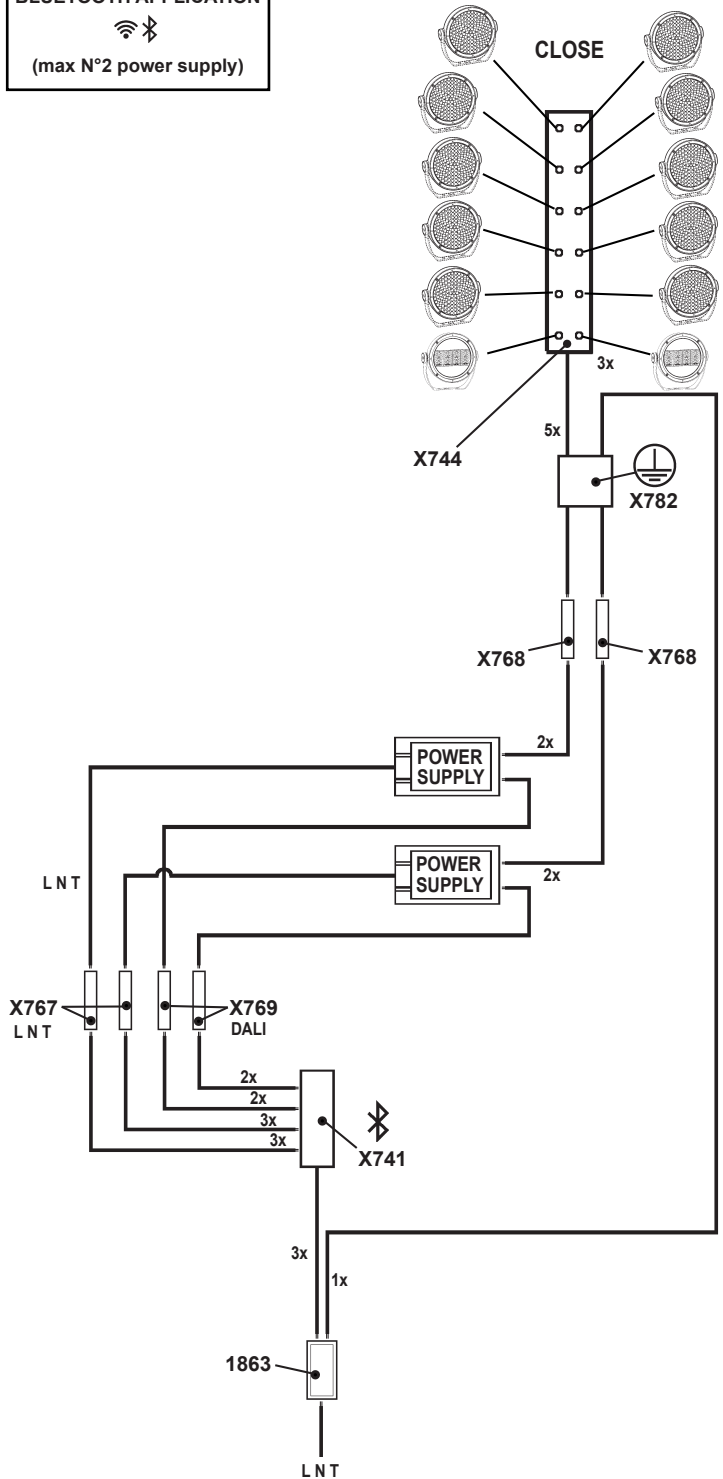 BLUETOOTH APPLICATION
(max N°2 power supply)
CLOSE
3x
5x
X744
X782
X768
X768
2x
POWER
SUPPLY
POWER
SUPPLY
2x
L N T
X767
L N T
X769
DALI
2x
2x
3x
3x
X741
3x
1x
1863
L N T